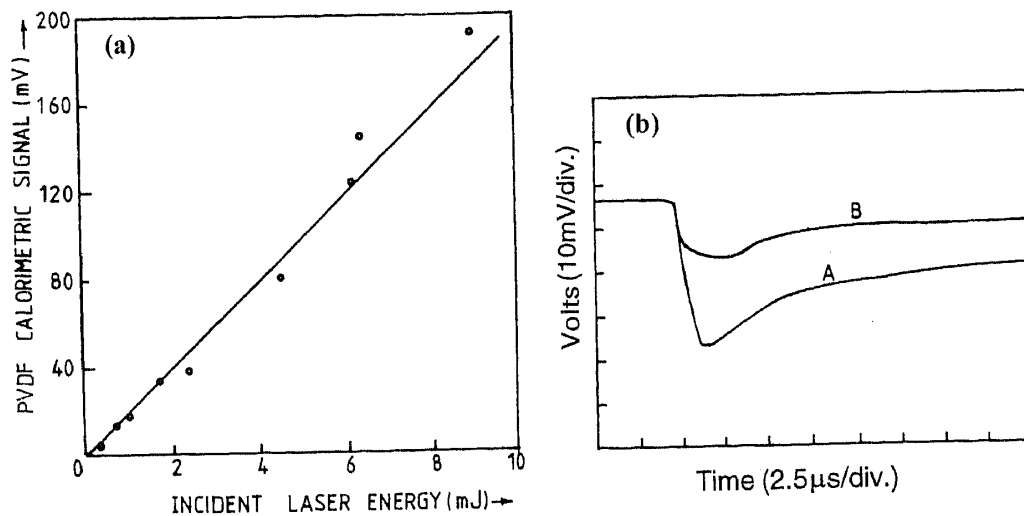 (a)
PVDF CALORIMETRIC SIGNAL (mV) →
200
160
120
80
40
0
2
4
6
8
10
INCIDENT LASER ENERGY (mJ) →
(b)
Volts (10mV/div.)
B
A
Time (2.5μs/div.)